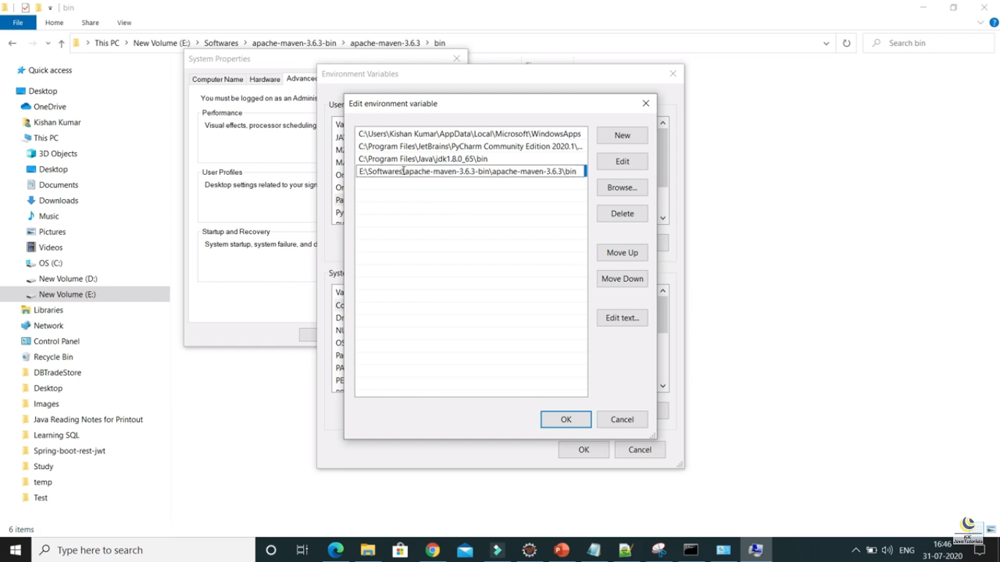 bin
File
Home
Share
View
This PC > New Volume (E:) > Softwares > apache-maven-3.6.3-bin > apache-maven-3.6.3 > bin
Search bin
Quick access
Desktop
OneDrive
Kishan Kumar
This PC
3D Objects
Desktop
Documents
Downloads
Music
Pictures
Videos
OS (C:)
New Volume (D:)
New Volume (E:)
Libraries
Network
Control Panel
Recycle Bin
DBTradeStore
Desktop
Images
Java Reading Notes for Printout
Learning SQL
Spring-boot-rest-jwt
Study
temp
Test
6 items
System Properties
Computer Name
Hardware
Advanced
You must be logged on as an Adminis
Performance
Visual effects, processor scheduling
User Profiles
Desktop settings related to your sign
Startup and Recovery
System startup, system failure, and d
Environment Variables
User
Va
JA
M2
MA
On
On
Pa
Py
Syste
Va
Co
Dr
NU
OS
Pa
PA
PE
OK
Cancel
Edit environment variable
C:\Users\Kishan Kumar\AppData\Local\Microsoft\WindowsApps
C:\Program Files\JetBrains\PyCharm Community Edition 2020.1\...
C:\Program Files\Java\jdk1.8.0_65\bin
E:\Softwares\apache-maven-3.6.3-bin\apache-maven-3.6.3\bin
New
Edit
Browse...
Delete
Move Up
Move Down
Edit text...
OK
Cancel
KK
JavaTutorials
Type here to search
ENG
16:46
31-07-2020